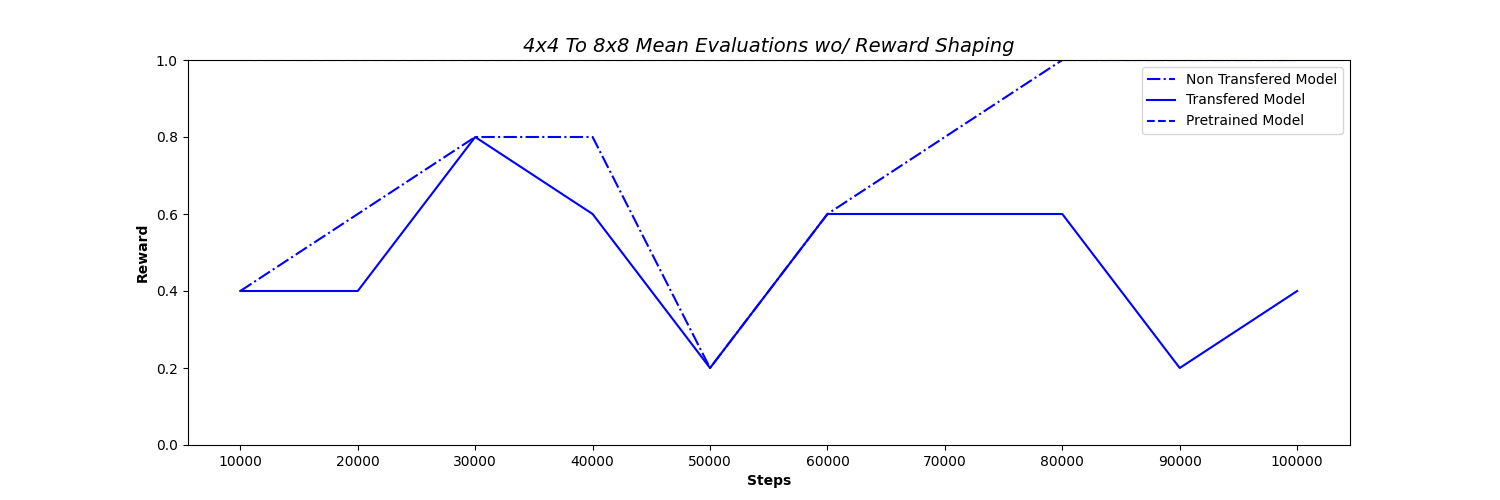 4x4 To 8x8 Mean Evaluations wo/ Reward Shaping
1.0
0.8
0.6
0.4
0.2
0.0
Reward
Non Transfered Model
Transfered Model
Pretrained Model
10000 20000 30000 40000 50000 60000 70000 80000 90000 100000
Steps